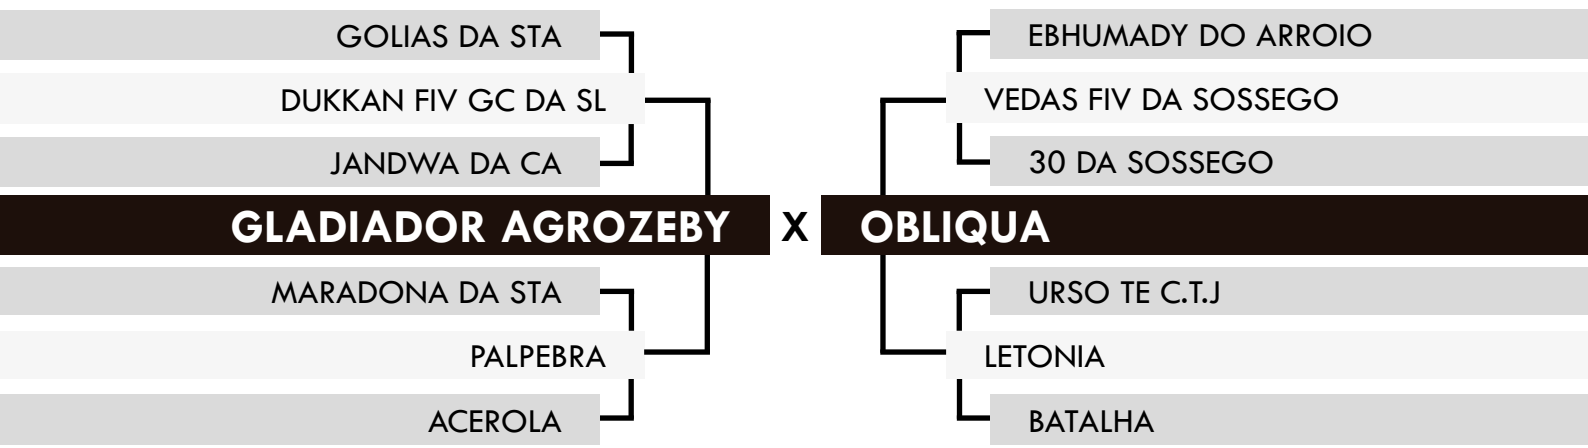 GOLIAS DA STA
EBHUMADY DO ARROIO
DUKKAN FIV GC DA SL
VEDAS FIV DA SOSSEGO
JANDWA DA CA
30 DA SOSSEGO
GLADIADOR AGROZEBY X OBLIQUA
MARADONA DA STA
URSO TE C.T.J
PALPEBRA
LETONIA
ACEROLA
BATALHA